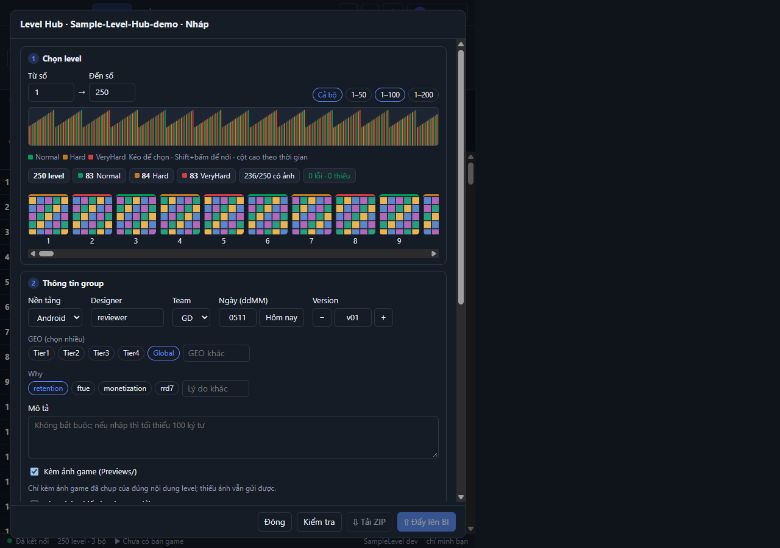 Level Hub · Sample-Level-Hub-demo · Nháp
1 Chọn level
Từ số Đến số
1 → 250 Cả bộ 1–50 1–100 1–200
Normal Hard VeryHard Kéo để chọn · Shift+bấm để nối · cột cao theo thời gian
250 level 83 Normal 84 Hard 83 VeryHard 236/250 có ảnh 0 lỗi · 0 thiếu
1 2 3 4 5 6 7 8 9
2 Thông tin group
Nền tảng Designer Team Ngày (ddMM) Version
Android reviewer GD 0511 Hôm nay − v01 +
GEO (chọn nhiều)
Tier1 Tier2 Tier3 Tier4 Global GEO khác
Why
retention ftue monetization rrd7 Lý do khác
Mô tả
Không bắt buộc; nếu nhập thì tối thiểu 100 ký tự
Kèm ảnh game (Previews/)
Chỉ kèm ảnh game đã chụp của đúng nội dung level; thiếu ảnh vẫn gửi được.
Đóng Kiểm tra ⇩ Tải ZIP ⇧ Đẩy lên BI
Đã kết nối 250 level · 3 bộ ▶ Chưa có bản game SampleLevel dev chỉ mình bạn